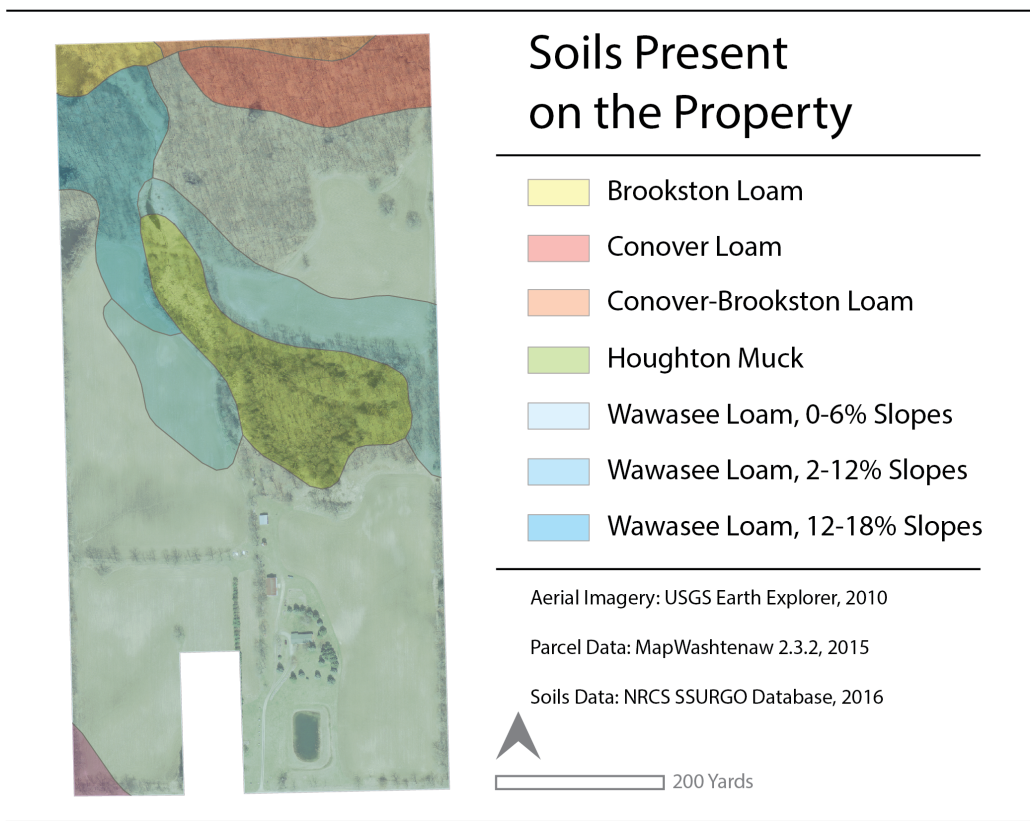 Soils Present
on the Property
Brookston Loam
Conover Loam
Conover-Brookston Loam
Houghton Muck
Wawasee Loam, 0-6% Slopes
Wawasee Loam, 2-12% Slopes
Wawasee Loam, 12-18% Slopes
Aerial Imagery: USGS Earth Explorer, 2010
Parcel Data: MapWashtenaw 2.3.2, 2015
Soils Data: NRCS SSURGO Database, 2016
200 Yards